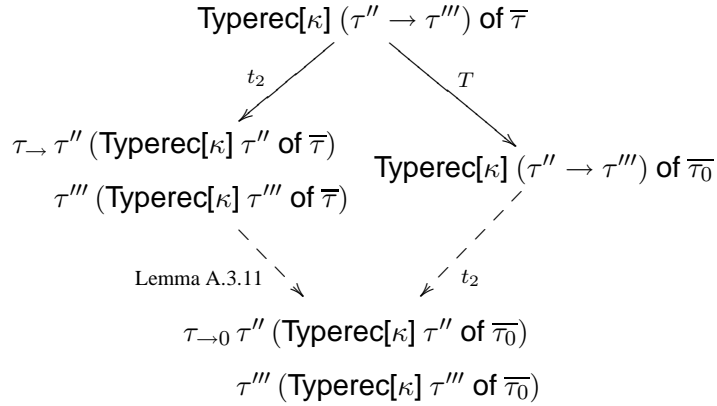 Typerec[κ] (τ′′ → τ′′′) of τ̅
t₂
T
τ→ τ′′ (Typerec[κ] τ′′ of τ̅)
τ′′′ (Typerec[κ] τ′′′ of τ̅)
Typerec[κ] (τ′′ → τ′′′) of τ̅₀
Lemma A.3.11
t₂
τ→₀ τ′′ (Typerec[κ] τ′′ of τ̅₀)
τ′′′ (Typerec[κ] τ′′′ of τ̅₀)